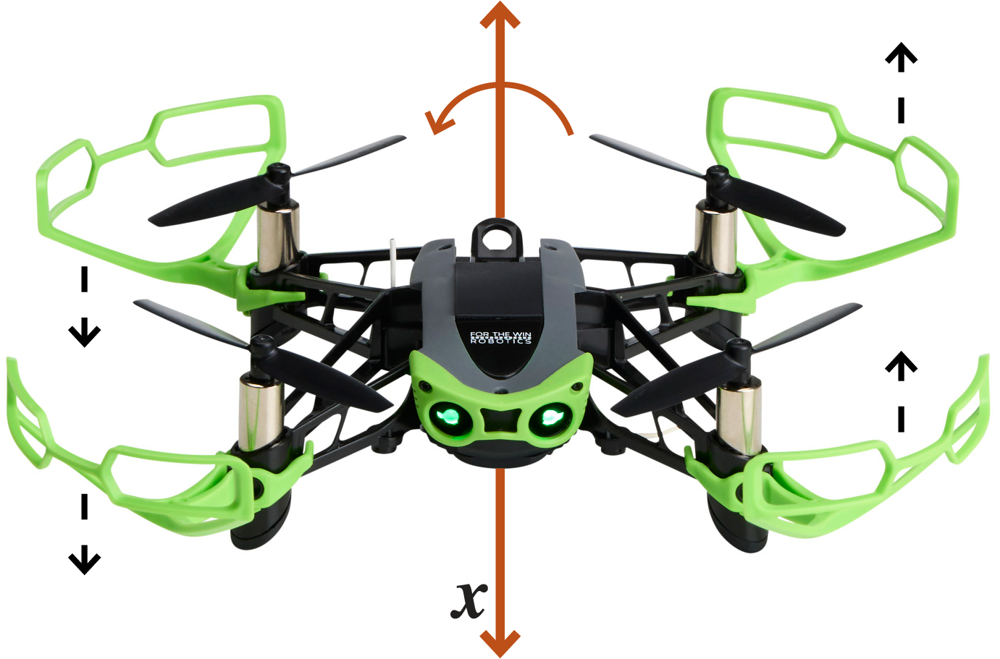 FOR THE WIN
ROBOTICS
x